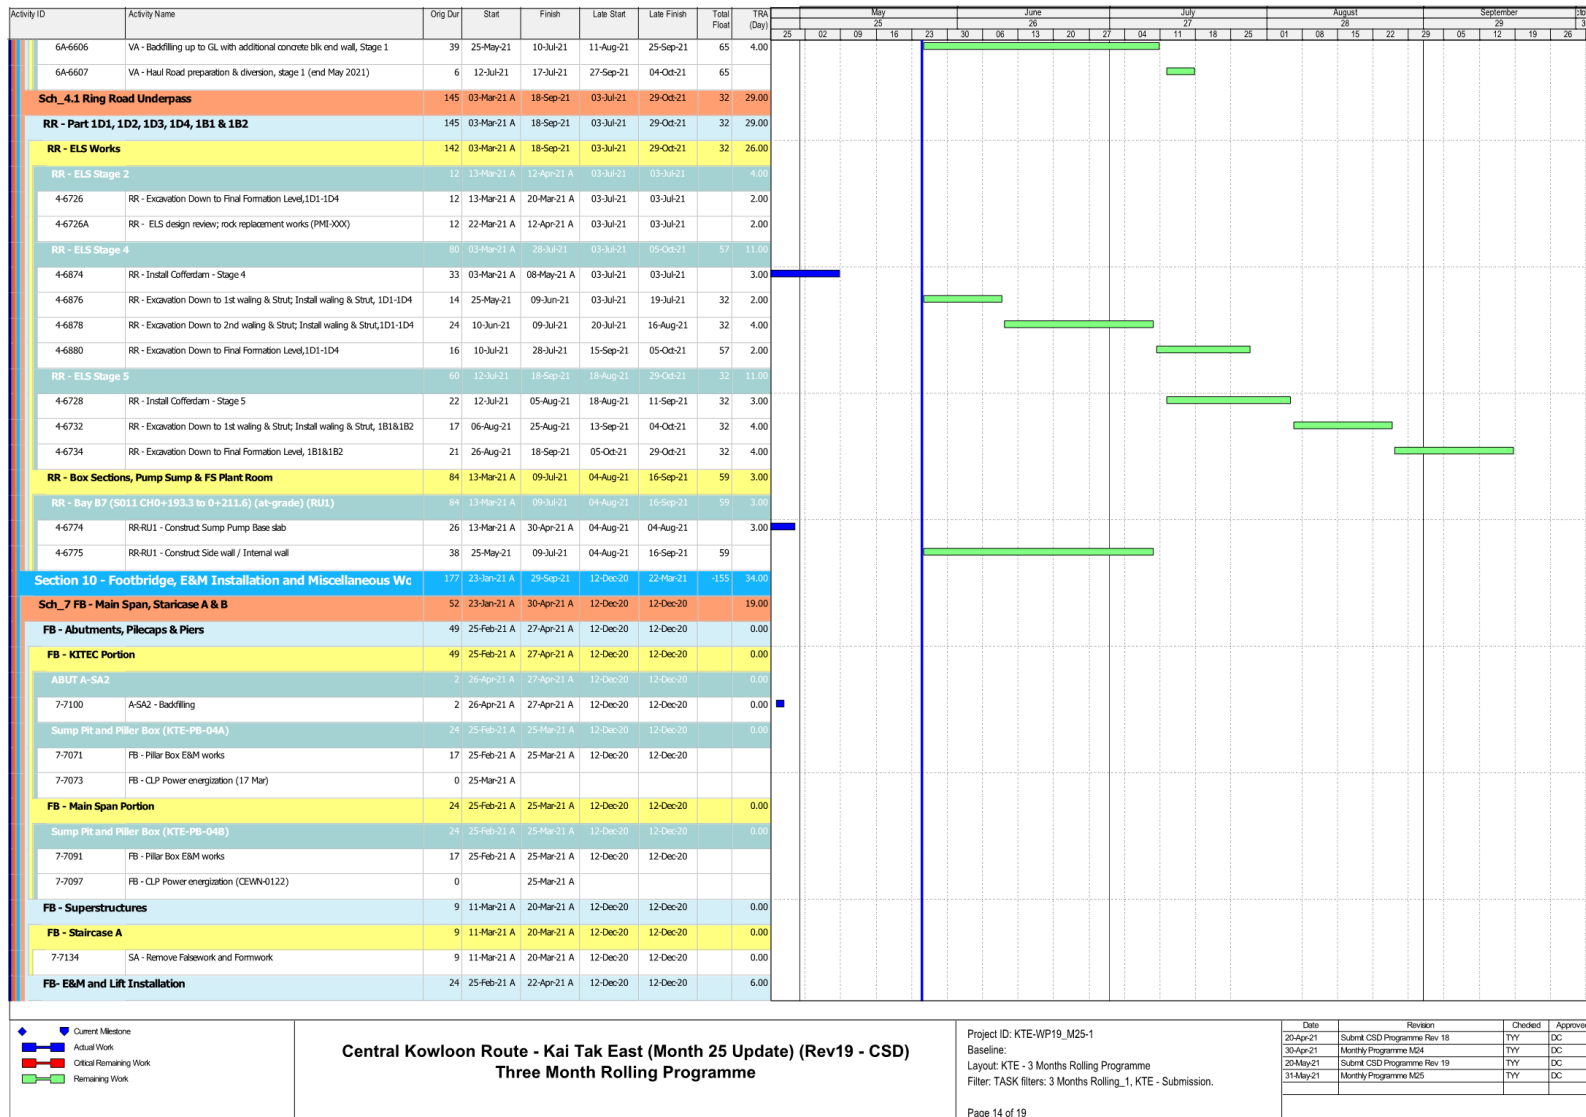 Activity ID Activity Name Orig Dur Start Finish Late Start Late Finish Total Float TRA (Day) May June July August September
25 26 27 28 29
25 02 09 16 23 30 06 13 20 27 04 11 18 25 01 08 15 22 29 05 12 19 26
6A-6606 VA - Backfilling up to GL with additional concrete blk end wall, Stage 1 39 25-May-21 10-Jul-21 11-Aug-21 25-Sep-21 65 4.00
6A-6607 VA - Haul Road preparation & diversion, stage 1 (end May 2021) 6 12-Jul-21 17-Jul-21 27-Sep-21 04-Oct-21 65
Sch_4.1 Ring Road Underpass 145 03-Mar-21 A 18-Sep-21 03-Jul-21 29-Oct-21 32 29.00
RR - Part 1D1, 1D2, 1D3, 1D4, 1B1 & 1B2 145 03-Mar-21 A 18-Sep-21 03-Jul-21 29-Oct-21 32 29.00
RR - ELS Works 142 03-Mar-21 A 18-Sep-21 03-Jul-21 29-Oct-21 32 26.00
RR - ELS Stage 2 12 13-Mar-21 A 12-Apr-21 A 03-Jul-21 03-Jul-21 4.00
4-6726 RR - Excavation Down to Final Formation Level,1D1-1D4 12 13-Mar-21 A 20-Mar-21 A 03-Jul-21 03-Jul-21 2.00
4-6726A RR - ELS design review; rock replacement works (PMI-XXX) 12 22-Mar-21 A 12-Apr-21 A 03-Jul-21 03-Jul-21 2.00
RR - ELS Stage 4 80 03-Mar-21 A 28-Jul-21 03-Jul-21 05-Oct-21 57 11.00
4-6874 RR - Install Cofferdam - Stage 4 33 03-Mar-21 A 08-May-21 A 03-Jul-21 03-Jul-21 3.00
4-6876 RR - Excavation Down to 1st waling & Strut; Install waling & Strut, 1D1-1D4 14 25-May-21 09-Jun-21 03-Jul-21 19-Jul-21 32 2.00
4-6878 RR - Excavation Down to 2nd waling & Strut; Install waling & Strut,1D1-1D4 24 10-Jun-21 09-Jul-21 20-Jul-21 16-Aug-21 32 4.00
4-6880 RR - Excavation Down to Final Formation Level,1D1-1D4 16 10-Jul-21 28-Jul-21 15-Sep-21 05-Oct-21 57 2.00
RR - ELS Stage 5 60 12-Jul-21 18-Sep-21 18-Aug-21 29-Oct-21 32 11.00
4-6728 RR - Install Cofferdam - Stage 5 22 12-Jul-21 05-Aug-21 18-Aug-21 11-Sep-21 32 3.00
4-6732 RR - Excavation Down to 1st waling & Strut; Install waling & Strut, 1B1&1B2 17 06-Aug-21 25-Aug-21 13-Sep-21 04-Oct-21 32 4.00
4-6734 RR - Excavation Down to Final Formation Level, 1B1&1B2 21 26-Aug-21 18-Sep-21 05-Oct-21 29-Oct-21 32 4.00
RR - Box Sections, Pump Sump & FS Plant Room 84 13-Mar-21 A 09-Jul-21 04-Aug-21 16-Sep-21 59 3.00
RR - Bay B7 (S011 CH0+193.3 to 0+211.6) (at-grade) (RU1) 84 13-Mar-21 A 09-Jul-21 04-Aug-21 16-Sep-21 59 3.00
4-6774 RR-RU1 - Construct Sump Pump Base slab 26 13-Mar-21 A 30-Apr-21 A 04-Aug-21 04-Aug-21 3.00
4-6775 RR-RU1 - Construct Side wall / Internal wall 38 25-May-21 09-Jul-21 04-Aug-21 16-Sep-21 59
Section 10 - Footbridge, E&M Installation and Miscellaneous Wc 177 23-Jan-21 A 29-Sep-21 12-Dec-20 22-Mar-21 -155 34.00
Sch_7 FB - Main Span, Staricase A & B 52 23-Jan-21 A 30-Apr-21 A 12-Dec-20 12-Dec-20 19.00
FB - Abutments, Pilecaps & Piers 49 25-Feb-21 A 27-Apr-21 A 12-Dec-20 12-Dec-20 0.00
FB - KITEC Portion 49 25-Feb-21 A 27-Apr-21 A 12-Dec-20 12-Dec-20 0.00
ABUT A-SA2 2 26-Apr-21 A 27-Apr-21 A 12-Dec-20 12-Dec-20 0.00
7-7100 A-SA2 - Backfilling 2 26-Apr-21 A 27-Apr-21 A 12-Dec-20 12-Dec-20 0.00
Sump Pit and Piller Box (KTE-PB-04A) 24 25-Feb-21 A 25-Mar-21 A 12-Dec-20 12-Dec-20 0.00
7-7071 FB - Pillar Box E&M works 17 25-Feb-21 A 25-Mar-21 A 12-Dec-20 12-Dec-20
7-7073 FB - CLP Power energization (17 Mar) 0 25-Mar-21 A
FB - Main Span Portion 24 25-Feb-21 A 25-Mar-21 A 12-Dec-20 12-Dec-20 0.00
Sump Pit and Piller Box (KTE-PB-04B) 24 25-Feb-21 A 25-Mar-21 A 12-Dec-20 12-Dec-20 0.00
7-7091 FB - Pillar Box E&M works 17 25-Feb-21 A 25-Mar-21 A 12-Dec-20 12-Dec-20
7-7097 FB - CLP Power energization (CEWN-0122) 0 25-Mar-21 A
FB - Superstructures 9 11-Mar-21 A 20-Mar-21 A 12-Dec-20 12-Dec-20 0.00
FB - Staircase A 9 11-Mar-21 A 20-Mar-21 A 12-Dec-20 12-Dec-20 0.00
7-7134 SA - Remove Falsework and Formwork 9 11-Mar-21 A 20-Mar-21 A 12-Dec-20 12-Dec-20 0.00
FB- E&M and Lift Installation 24 25-Feb-21 A 22-Apr-21 A 12-Dec-20 12-Dec-20 6.00
Current Milestone
Actual Work
Critical Remaining Work
Remaining Work
Central Kowloon Route - Kai Tak East (Month 25 Update) (Rev19 - CSD)
Three Month Rolling Programme
Project ID: KTE-WP19_M25-1
Baseline:
Layout: KTE - 3 Months Rolling Programme
Filter: TASK filters: 3 Months Rolling_1, KTE - Submission.
Page 14 of 19
Date Revision Checked Approved
20-Apr-21 Submit CSD Programme Rev 18 TYY DC
30-Apr-21 Monthly Programme M24 TYY DC
20-May-21 Submit CSD Programme Rev 19 TYY DC
31-May-21 Monthly Programme M25 TYY DC